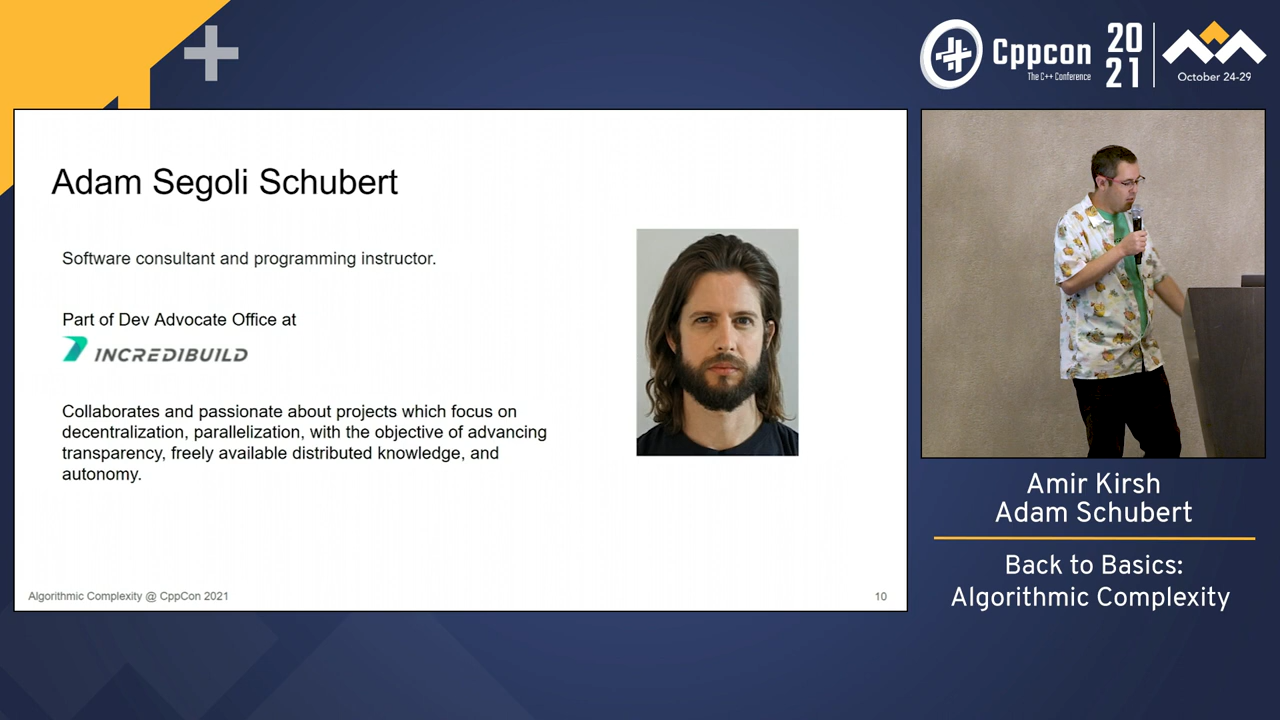 Cppcon
The C++ Conference
20
21
October 24-29
Adam Segoli Schubert
Software consultant and programming instructor.
Part of Dev Advocate Office at
INCREDIBUILD
Collaborates and passionate about projects which focus on
decentralization, parallelization, with the objective of advancing
transparency, freely available distributed knowledge, and
autonomy.
Algorithmic Complexity @ CppCon 2021
10
Amir Kirsh
Adam Schubert
Back to Basics:
Algorithmic Complexity